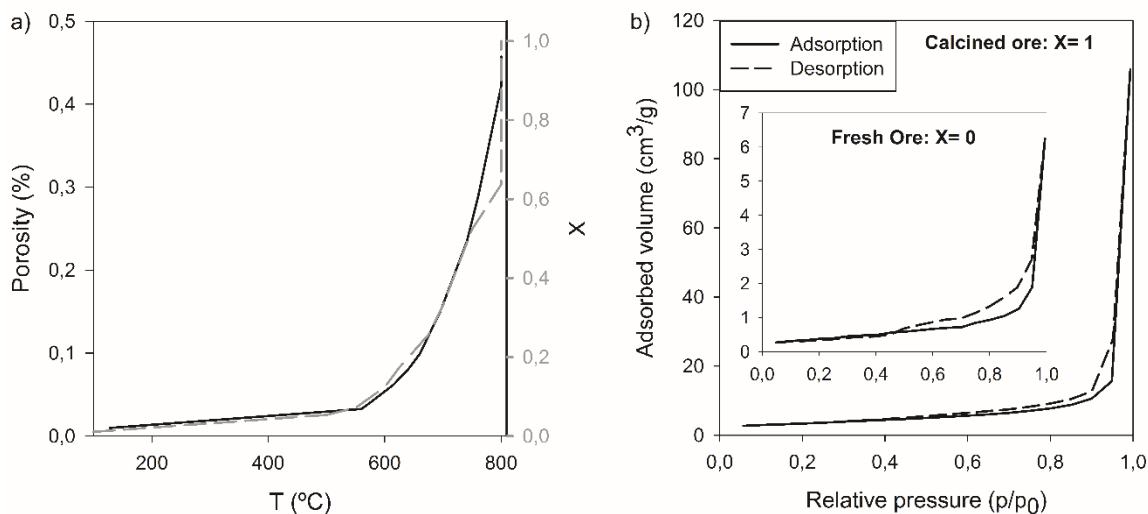 a)
0,5
0,4
0,3
0,2
0,1
0,0
Porosity (%)
200
400
600
800
T (ºC)
1,0
0,8
0,6
0,4
0,2
0,0
X
b)
120
100
80
60
40
20
0
Adsorbed volume (cm3/g)
Adsorption
Desorption
Calcined ore: X= 1
Fresh Ore: X= 0
7
6
5
4
3
2
1
0
0,0 0,2 0,4 0,6 0,8 1,0
0,0 0,2 0,4 0,6 0,8 1,0
Relative pressure (p/p0)